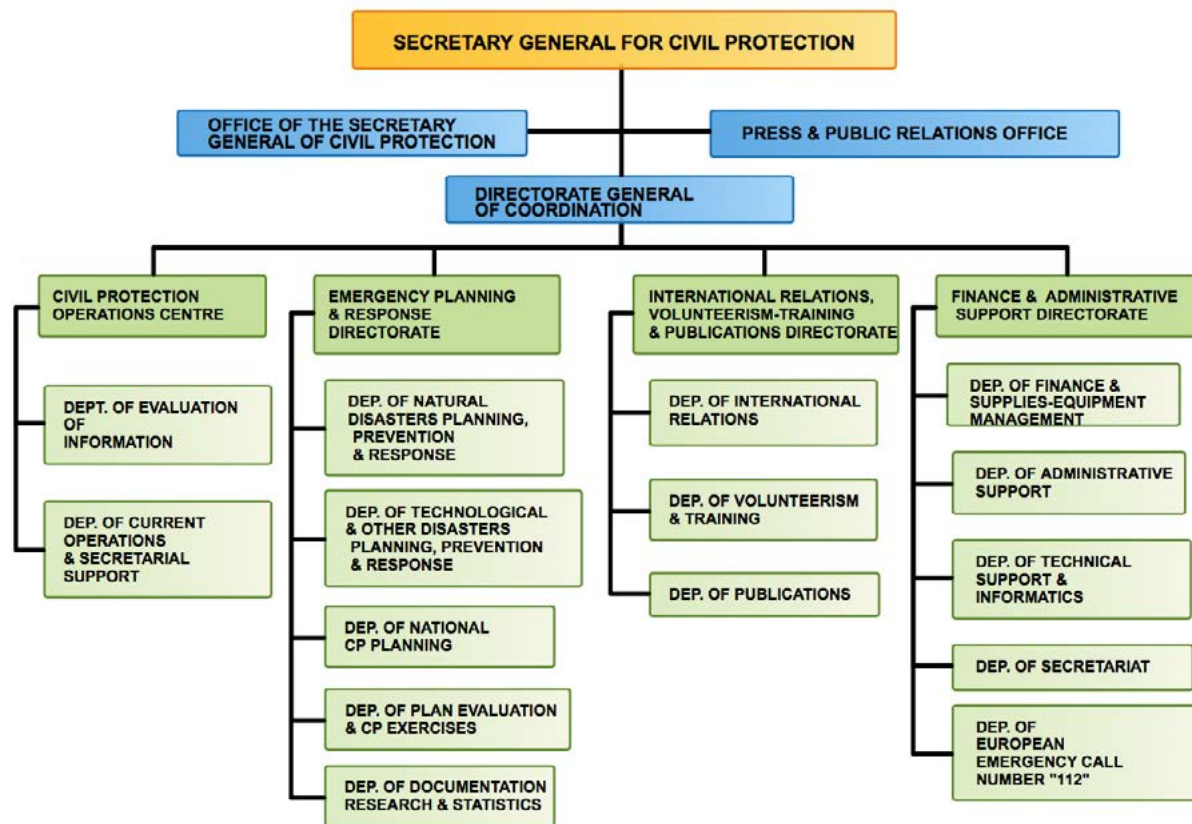 SECRETARY GENERAL FOR CIVIL PROTECTION
OFFICE OF THE SECRETARY
GENERAL OF CIVIL PROTECTION
PRESS & PUBLIC RELATIONS OFFICE
DIRECTORATE GENERAL
OF COORDINATION
CIVIL PROTECTION
OPERATIONS CENTRE
DEPT. OF EVALUATION
OF
INFORMATION
DEP. OF CURRENT
OPERATIONS
& SECRETARIAL
SUPPORT
EMERGENCY PLANNING
& RESPONSE
DIRECTORATE
DEP. OF NATURAL
DISASTERS PLANNING,
PREVENTION
& RESPONSE
DEP. OF TECHNOLOGICAL
& OTHER DISASTERS
PLANNING, PREVENTION
& RESPONSE
DEP. OF NATIONAL
CP PLANNING
DEP. OF PLAN EVALUATION
& CP EXERCISES
DEP. OF DOCUMENTATION
RESEARCH & STATISTICS
INTERNATIONAL RELATIONS,
VOLUNTEERISM-TRAINING
& PUBLICATIONS DIRECTORATE
DEP. OF INTERNATIONAL
RELATIONS
DEP. OF VOLUNTEERISM
& TRAINING
DEP. OF PUBLICATIONS
FINANCE & ADMINISTRATIVE
SUPPORT DIRECTORATE
DEP. OF FINANCE &
SUPPLIES-EQUIPMENT
MANAGEMENT
DEP. OF ADMINISTRATIVE
SUPPORT
DEP. OF TECHNICAL
SUPPORT &
INFORMATICS
DEP. OF SECRETARIAT
DEP. OF
EUROPEAN
EMERGENCY CALL
NUMBER "112"